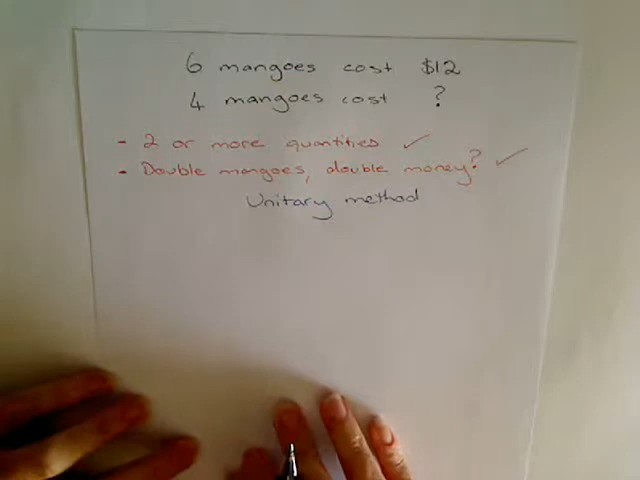 6 mangoes cost $12
4 mangoes cost ?
- 2 or more quantities ✓
- Double mangoes, double money? ✓
Unitary method